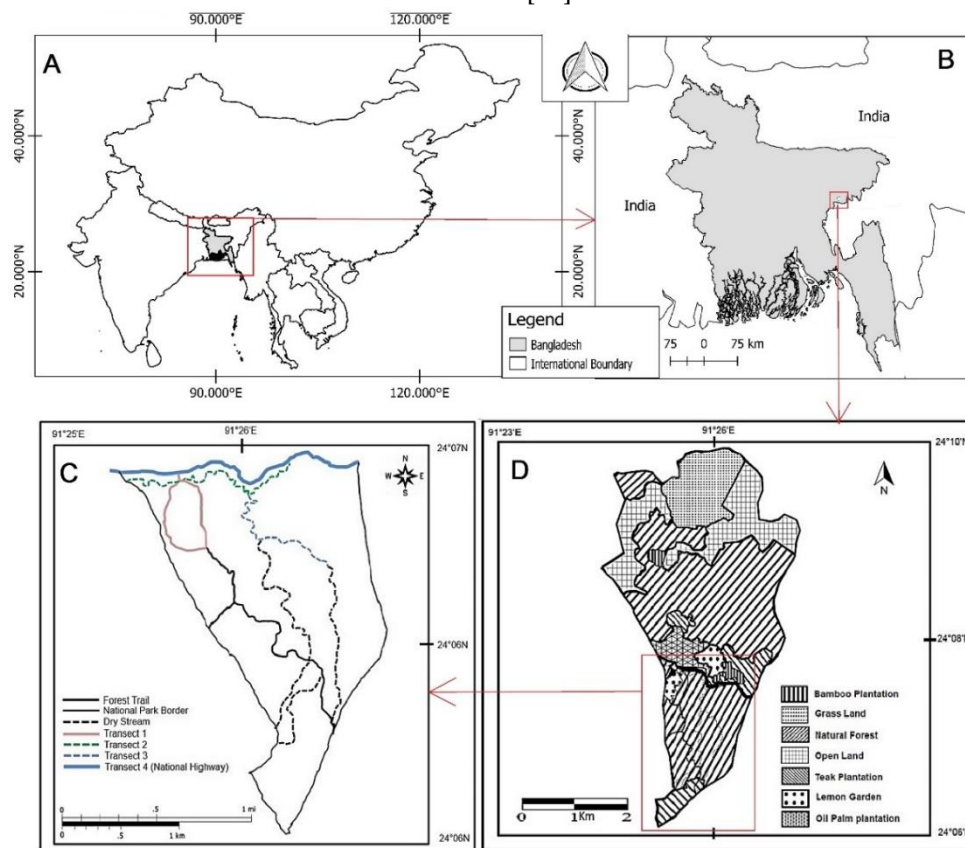 90.000°E 120.000°E
A
B
40.000°N
20.000°N
40.000°N
20.000°N
India
India
Legend
Bangladesh
International Boundary
75 0 75 km
90.000°E 120.000°E
91°25'E 91°26'E
24°07N
C
N
W E
S
24°06N
Forest Trail
National Park Border
Dry Stream
Transect 1
Transect 2
Transect 3
Transect 4 (National Highway)
0 .5 1 mi
0 .5 1 km
24°06N
91°23'E 91°26'E
24°10N
D
N
24°08N
Bamboo Plantation
Grass Land
Natural Forest
Open Land
Teak Plantation
Lemon Garden
Oil Palm plantation
0 1Km 2
24°06N